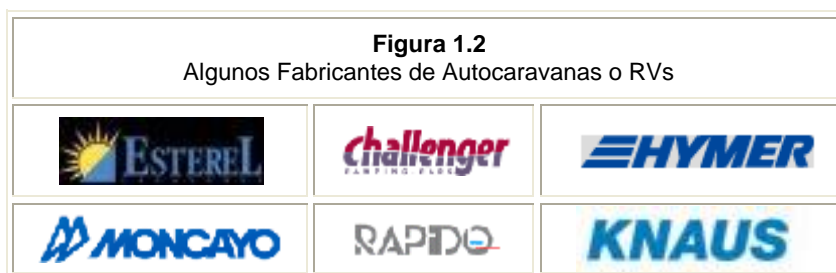 Figura 1.2
Algunos Fabricantes de Autocaravanas o RVs
ESTEREL
challenger
HYMER
MONCAYO
RAPIDO
KNAUS